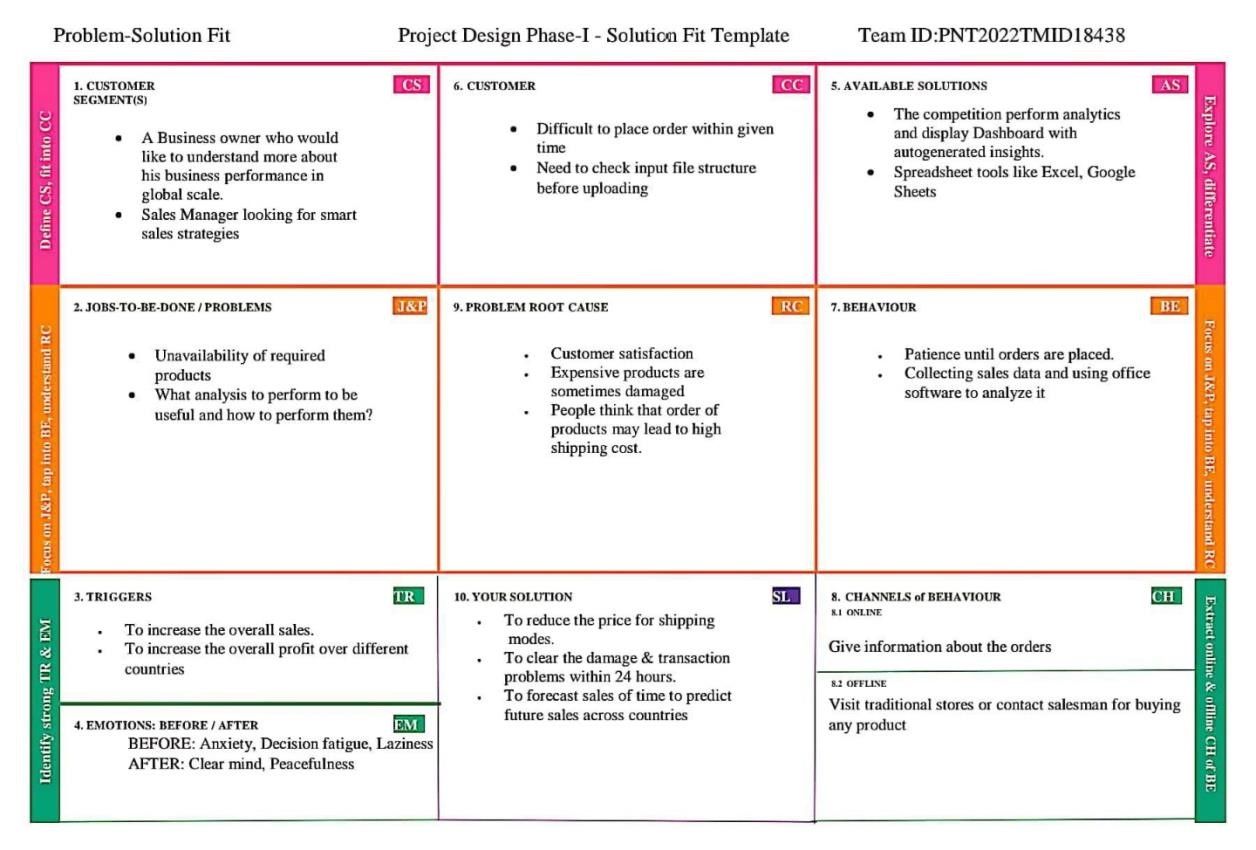 Problem-Solution Fit
Project Design Phase-I - Solution Fit Template
Team ID:PNT2022TMID18438
Define CS, fit into CC
1. CUSTOMER
SEGMENT(S)
CS
A Business owner who would
like to understand more about
his business performance in
global scale.
Sales Manager looking for smart
sales strategies
6. CUSTOMER
CC
Difficult to place order within given
time
Need to check input file structure
before uploading
5. AVAILABLE SOLUTIONS
AS
The competition perform analytics
and display Dashboard with
autogenerated insights.
Spreadsheet tools like Excel, Google
Sheets
Explore AS, differentiate
Focus on J&P, tap into BE, understand RC
2. JOBS-TO-BE-DONE / PROBLEMS
J&P
Unavailability of required
products
What analysis to perform to be
useful and how to perform them?
9. PROBLEM ROOT CAUSE
RC
Customer satisfaction
Expensive products are
sometimes damaged
People think that order of
products may lead to high
shipping cost.
7. BEHAVIOUR
BE
Patience until orders are placed.
Collecting sales data and using office
software to analyze it
Focus on J&P, tap into BE, understand RC
Identify strong TR & EM
3. TRIGGERS
TR
To increase the overall sales.
To increase the overall profit over different
countries
4. EMOTIONS: BEFORE / AFTER
EM
BEFORE: Anxiety, Decision fatigue, Laziness
AFTER: Clear mind, Peacefulness
10. YOUR SOLUTION
SL
To reduce the price for shipping
modes.
To clear the damage & transaction
problems within 24 hours.
To forecast sales of time to predict
future sales across countries
8. CHANNELS of BEHAVIOUR
CH
8.1 ONLINE
Give information about the orders
8.2 OFFLINE
Visit traditional stores or contact salesman for buying
any product
Extract online & offline CH of BE